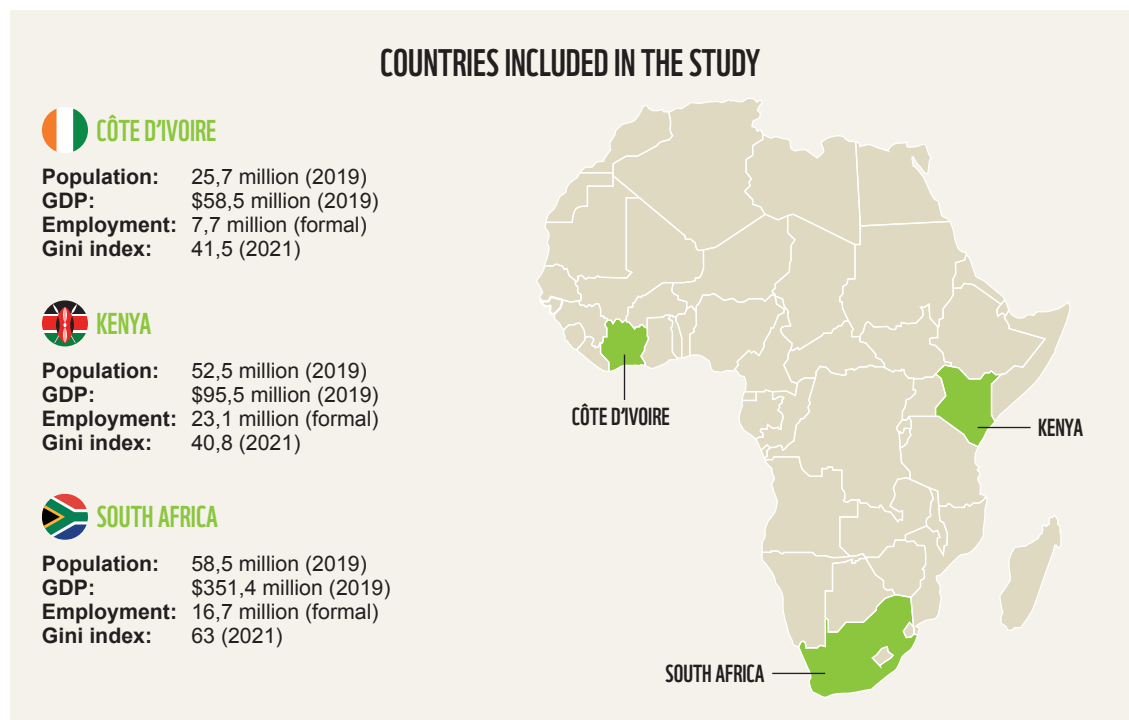 COUNTRIES INCLUDED IN THE STUDY
CÔTE D'IVOIRE
Population: 25,7 million (2019)
GDP: $58,5 million (2019)
Employment: 7,7 million (formal)
Gini index: 41,5 (2021)
KENYA
Population: 52,5 million (2019)
GDP: $95,5 million (2019)
Employment: 23,1 million (formal)
Gini index: 40,8 (2021)
SOUTH AFRICA
Population: 58,5 million (2019)
GDP: $351,4 million (2019)
Employment: 16,7 million (formal)
Gini index: 63 (2021)
CÔTE D'IVOIRE
KENYA
SOUTH AFRICA